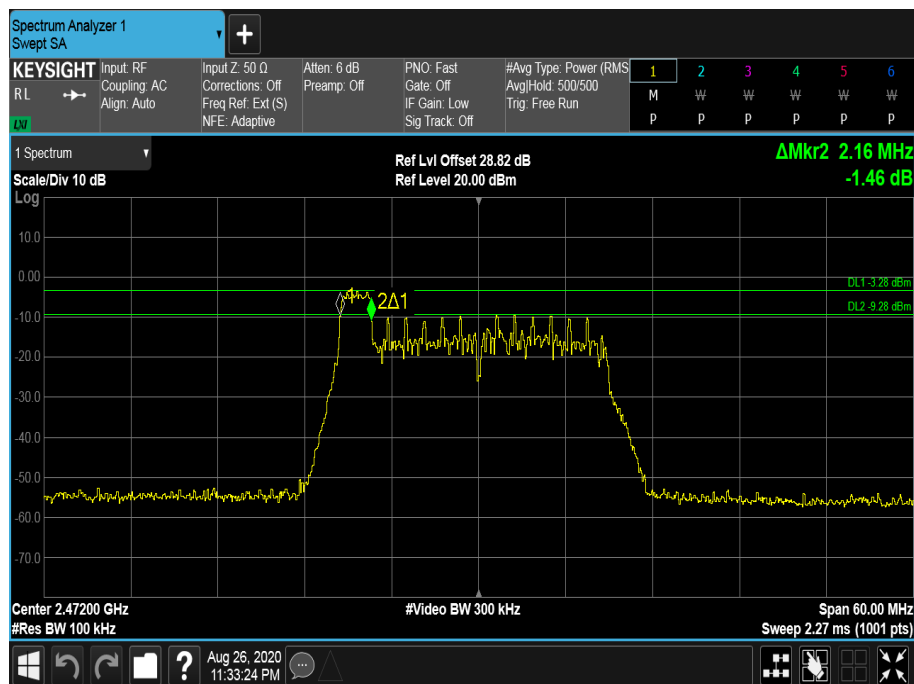 Spectrum Analyzer 1
Swept SA
+
KEYSIGHT
RL
LXI
Input: RF
Coupling: AC
Align: Auto
Input Z: 50 Ω
Corrections: Off
Freq Ref: Ext (S)
NFE: Adaptive
Atten: 6 dB
Preamp: Off
PNO: Fast
Gate: Off
IF Gain: Low
Sig Track: Off
#Avg Type: Power (RMS
Avg|Hold: 500/500
Trig: Free Run
1 2 3 4 5 6
M W W W W W
P P P P P P
1 Spectrum
Scale/Div 10 dB
Ref Lvl Offset 28.82 dB
Ref Level 20.00 dBm
ΔMkr2 2.16 MHz
-1.46 dB
Log
10.0
0.00
-10.0
-20.0
-30.0
-40.0
-50.0
-60.0
-70.0
DL1 -3.28 dBm
DL2 -9.28 dBm
1
2Δ1
Center 2.47200 GHz
#Video BW 300 kHz
Span 60.00 MHz
#Res BW 100 kHz
Sweep 2.27 ms (1001 pts)
?
Aug 26, 2020
11:33:24 PM